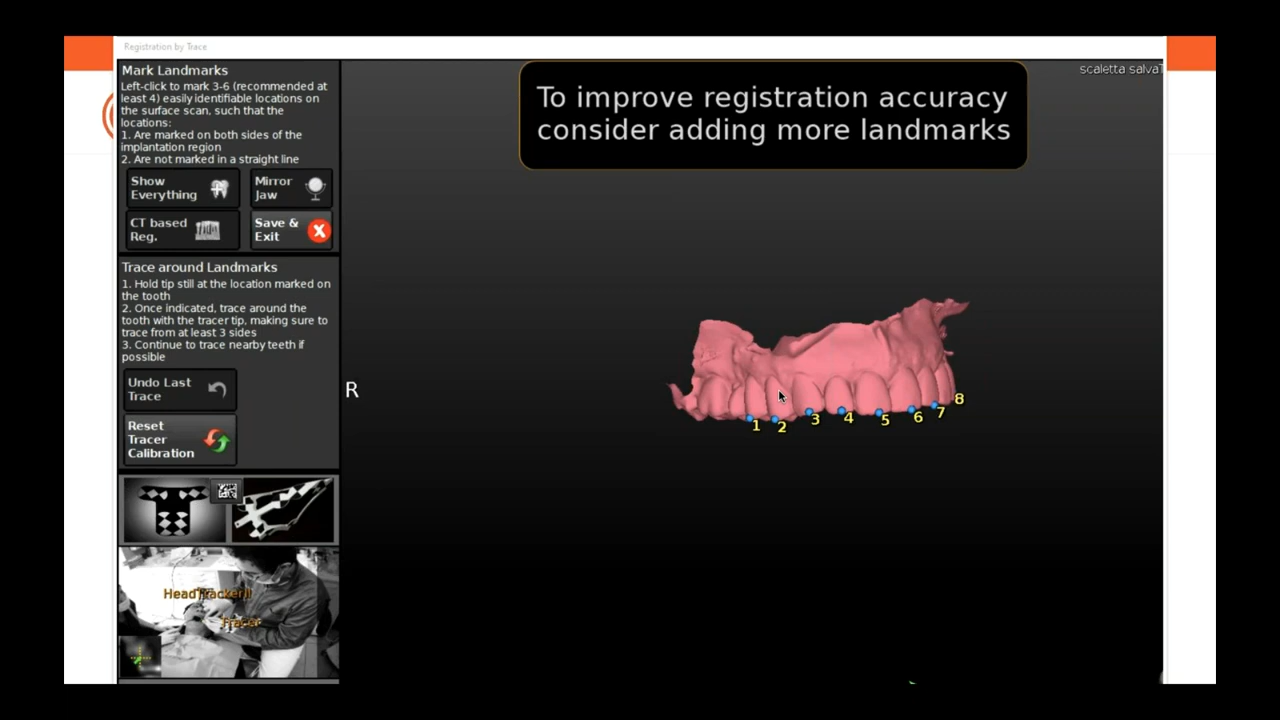 Registration by Trace
Mark Landmarks
Left-click to mark 3-6 (recommended at
least 4) easily identifiable locations on
the surface scan, such that the
locations:
1. Are marked on both sides of the
implantation region
2. Are not marked in a straight line
Show
Everything
Mirror
Jaw
CT based
Reg.
Save &
Exit
Trace around Landmarks
1. Hold tip still at the location marked on
the tooth
2. Once indicated, trace around the
tooth with the tracer tip, making sure to
trace from at least 3 sides
3. Continue to trace nearby teeth if
possible
Undo Last
Trace
Reset
Tracer
Calibration
HeadTracker
Tracer
To improve registration accuracy
consider adding more landmarks
scaletta salvat
R
1 2 3 4 5 6 7 8